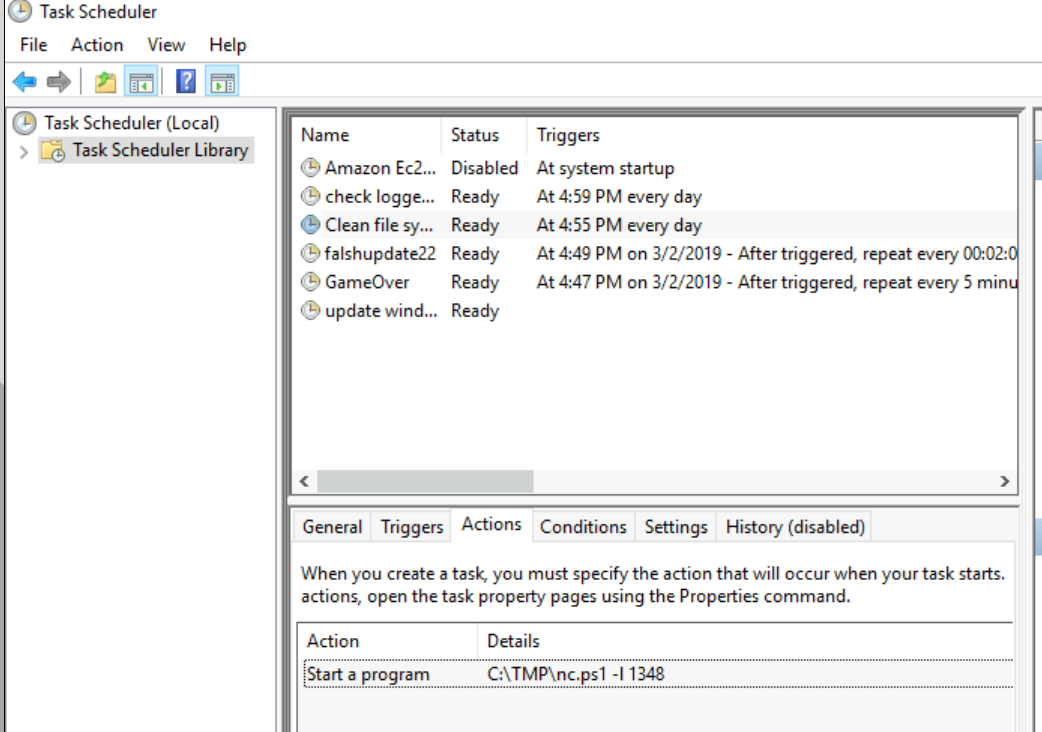 Task Scheduler
File Action View Help
Task Scheduler (Local)
Task Scheduler Library
Name Status Triggers
Amazon Ec2... Disabled At system startup
check logge... Ready At 4:59 PM every day
Clean file sy... Ready At 4:55 PM every day
falshupdate22 Ready At 4:49 PM on 3/2/2019 - After triggered, repeat every 00:02:0
GameOver Ready At 4:47 PM on 3/2/2019 - After triggered, repeat every 5 minu
update wind... Ready
General Triggers Actions Conditions Settings History (disabled)
When you create a task, you must specify the action that will occur when your task starts.
actions, open the task property pages using the Properties command.
Action Details
Start a program C:\TMP\nc.ps1 -l 1348